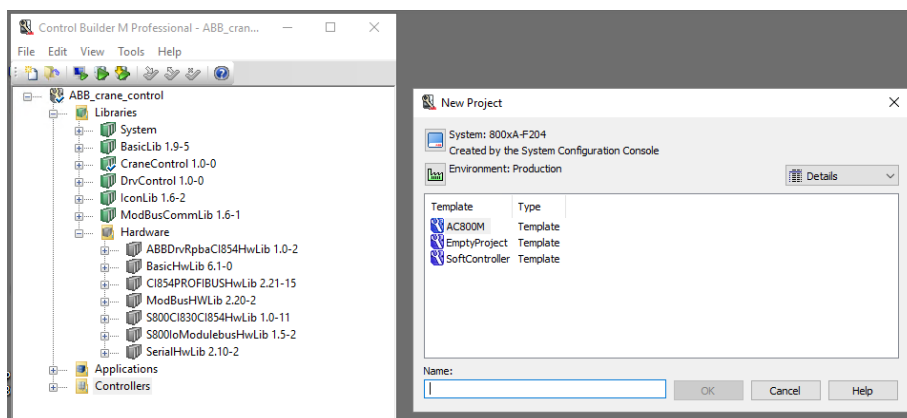 Control Builder M Professional - ABB_cran...
File Edit View Tools Help
ABB_crane_control
Libraries
System
BasicLib 1.9-5
CraneControl 1.0-0
DrvControl 1.0-0
IconLib 1.6-2
ModBusCommLib 1.6-1
Hardware
ABBDrvRpbaCI854HwLib 1.0-2
BasicHwLib 6.1-0
CI854PROFIBUSHwLib 2.21-15
ModBusHWLib 2.20-2
S800CI830CI854HwLib 1.0-11
S800IoModulebusHwLib 1.5-2
SerialHwLib 2.10-2
Applications
Controllers
New Project
System: 800xA-F204
Created by the System Configuration Console
Environment: Production
Details
Template Type
AC800M Template
EmptyProject Template
SoftController Template
Name:
OK Cancel Help